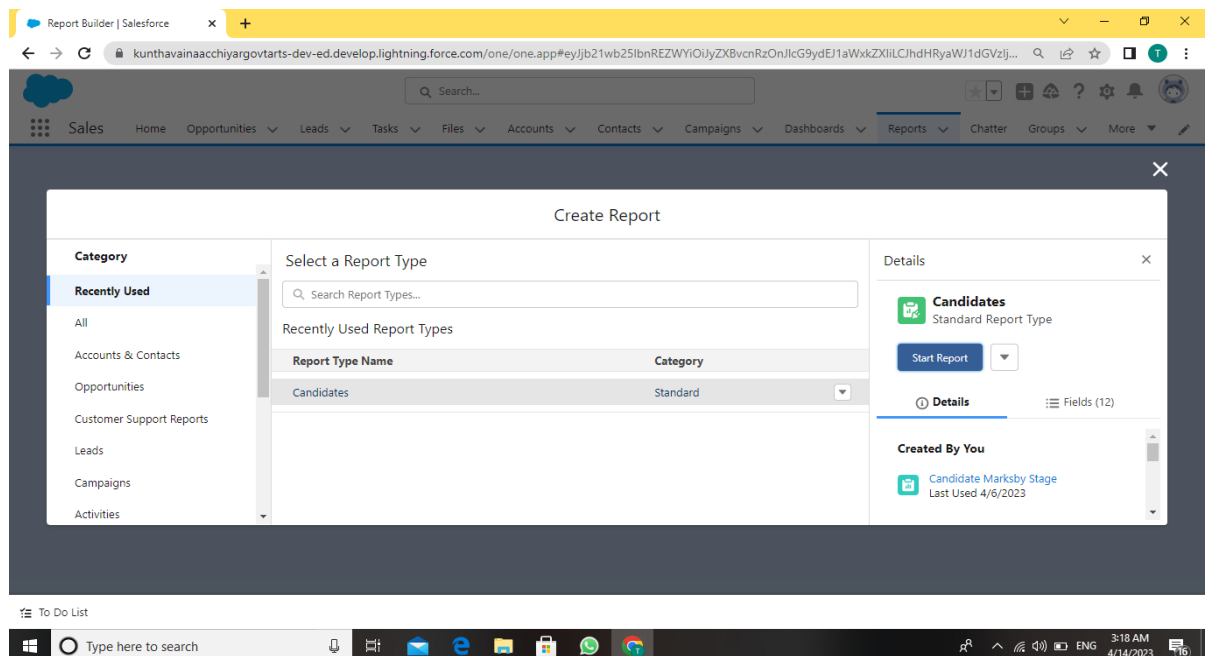 Report Builder | Salesforce
kunthavainaacchiyargovtarts-dev-ed.develop.lightning.force.com/one/one.app#eyJjb21wb25lbnREZWYiOiJyZXBvcnRzOnJlcG9ydEJ1aWxkZXIiLCJhdHRyaWJ1dGVzIj...
T
Search...
Sales Home Opportunities Leads Tasks Files Accounts Contacts Campaigns Dashboards Reports Chatter Groups More
Create Report
Category
Recently Used
All
Accounts & Contacts
Opportunities
Customer Support Reports
Leads
Campaigns
Activities
Select a Report Type
Search Report Types...
Recently Used Report Types
Report Type Name Category
Candidates Standard
Details
Candidates
Standard Report Type
Start Report
Details Fields (12)
Created By You
Candidate Marksby Stage
Last Used 4/6/2023
To Do List
Type here to search
ENG
3:18 AM
4/14/2023
16